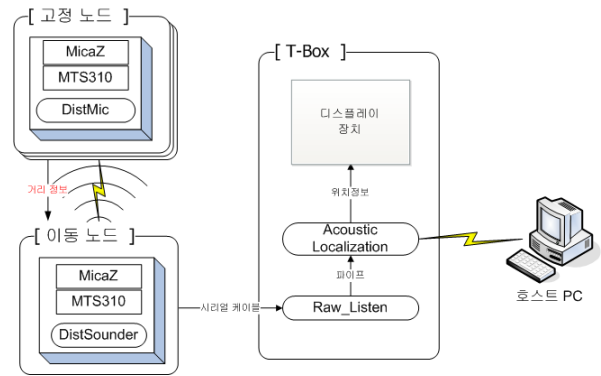 [ 고정 노드 ]
MicaZ
MTS310
DistMic
거리 정보
[ 이동 노드 ]
MicaZ
MTS310
DistSounder
시리얼 케이블
[ T-Box ]
디스플레이
장치
위치정보
Acoustic
Localization
파이프
Raw_Listen
호스트 PC